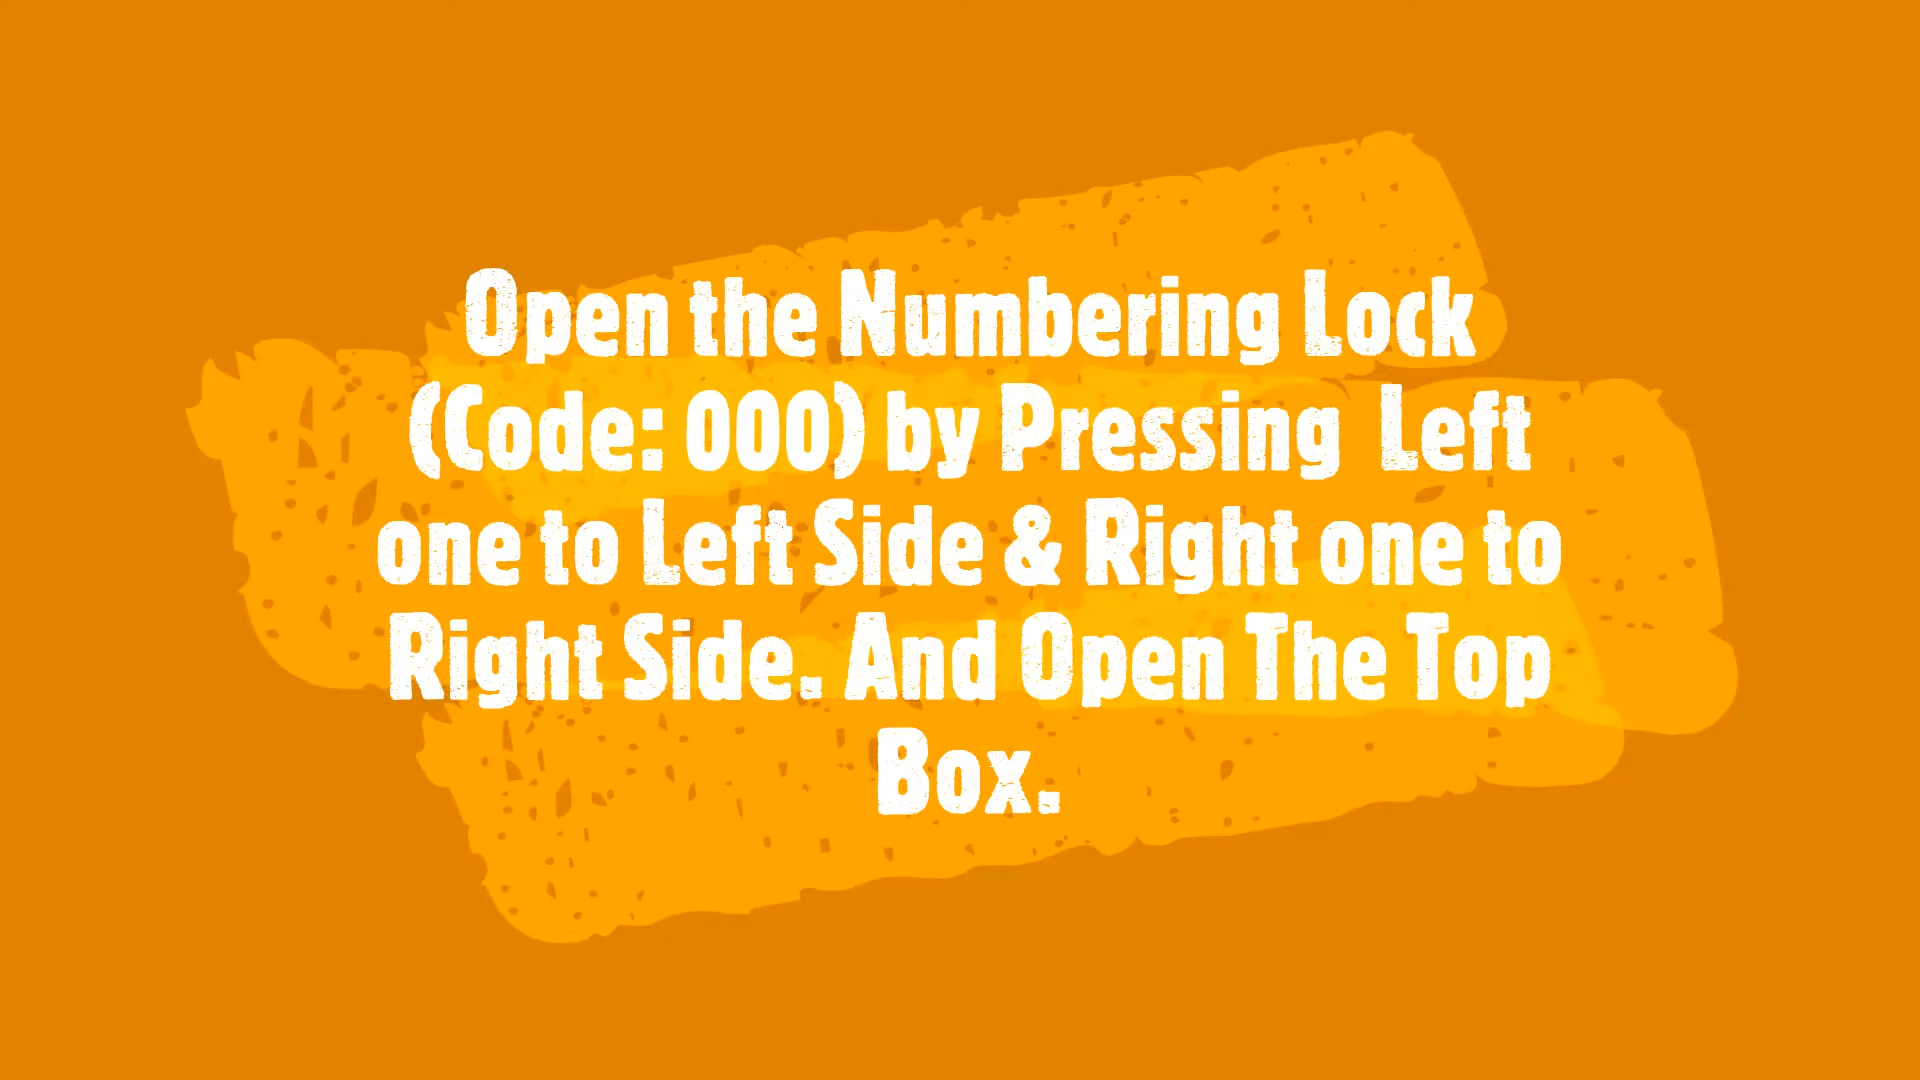 Open the Numbering Lock
(Code: 000) by Pressing  Left
one to Left Side & Right one to
Right Side. And Open The Top
Box.